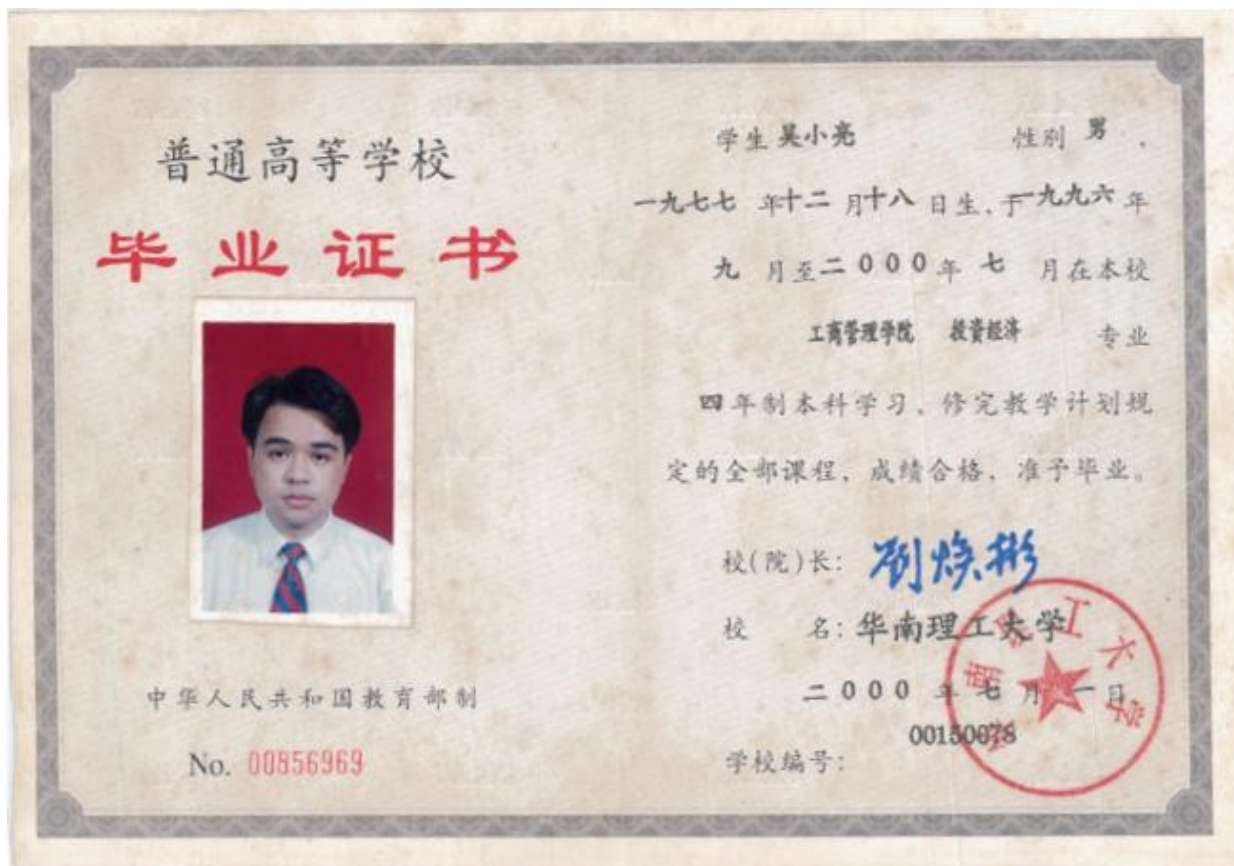 普通高等学校
毕业证书
中华人民共和国教育部制
No. 00856969
学生 吴小亮 性别 男 ,
一九七七 年十二 月十八 日生、于一九九六 年
九 月至二000年 七 月在本校
工商管理学院 投资经济 专业
四年制本科学习，修完教学计划规
定的全部课程，成绩合格，准予毕业。
校(院)长: 刘焕彬
校 名: 华南理工大学
二000 年 七 月 一日
00150078
学校编号:
华南理工大学